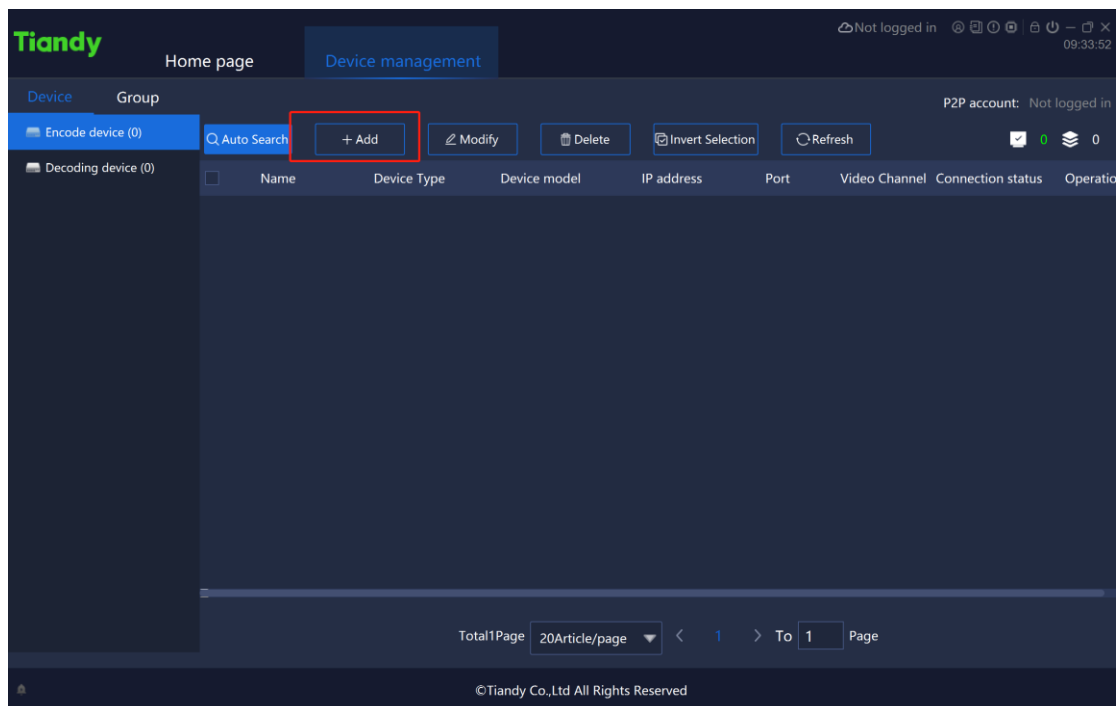 Tiandy
Home page
Device management
Not logged in
09:33:52
Device
Group
P2P account: Not logged in
Encode device (0)
Decoding device (0)
Auto Search
+ Add
Modify
Delete
Invert Selection
Refresh
0
0
Name Device Type Device model IP address Port Video Channel Connection status Operatio
Total1Page 20Article/page < 1 > To 1 Page
©Tiandy Co.,Ltd All Rights Reserved